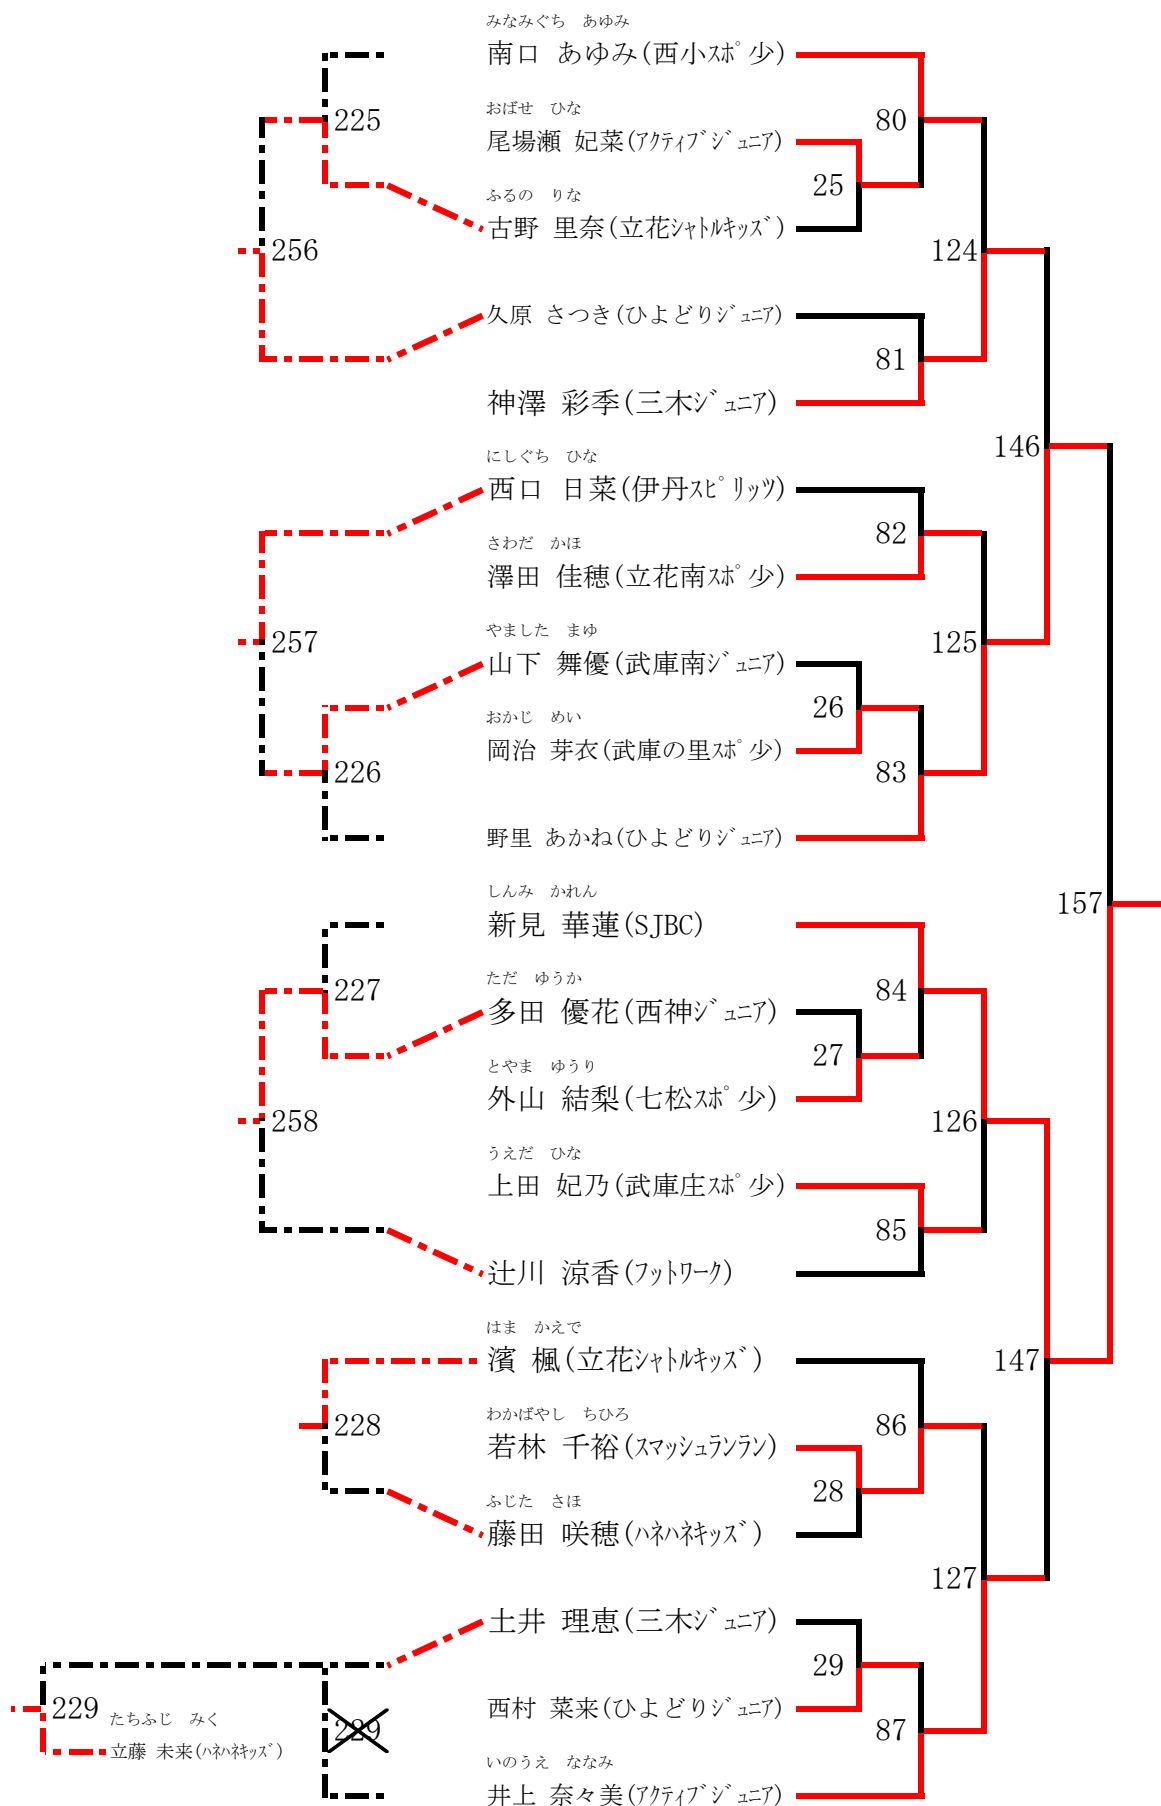 みなみぐち あゆみ
南口 あゆみ(西小ｽﾎﾟ少)
おばせ ひな
80
225
尾場瀬 妃菜(ｱｸﾃｨﾌﾞｼﾞｭﾆｱ)
25
ふるの りな
古野 里奈(立花ｼｬﾄﾙｷｯｽﾞ)
256
124
久原 さつき(ひよどりｼﾞｭﾆｱ)
81
神澤 彩季(三木ｼﾞｭﾆｱ)
146
にしぐち ひな
西口 日菜(伊丹ｽﾋﾟﾘｯﾂ)
82
さわだ かほ
澤田 佳穂(立花南ｽﾎﾟ少)
やました まゆ
257
125
山下 舞優(武庫南ｼﾞｭﾆｱ)
26
おかじ めい
岡治 芽衣(武庫の里ｽﾎﾟ少)
226
83
野里 あかね(ひよどりｼﾞｭﾆｱ)
しんみ かれん
157
新見 華蓮(SJBC)
ただ ゆうか
227
84
多田 優花(西神ｼﾞｭﾆｱ)
27
とやま ゆうり
外山 結梨(七松ｽﾎﾟ少)
258
126
うえだ ひな
上田 妃乃(武庫庄ｽﾎﾟ少)
85
辻川 涼香(ﾌｯﾄﾜｰｸ)
はま かえで
濱 楓(立花ｼｬﾄﾙｷｯｽﾞ)
147
わかばやし ちひろ
228
86
若林 千裕(ｽﾏｯｼｭﾗﾝﾗﾝ)
28
ふじた さほ
藤田 咲穂(ﾊﾈﾊﾈｷｯｽﾞ)
127
土井 理恵(三木ｼﾞｭﾆｱ)
29
229
西村 菜来(ひよどりｼﾞｭﾆｱ)
たちふじ みく
229
87
立藤 未来(ﾊﾈﾊﾈｷｯｽﾞ)
いのうえ ななみ
井上 奈々美(ｱｸﾃｨﾌﾞｼﾞｭﾆｱ)